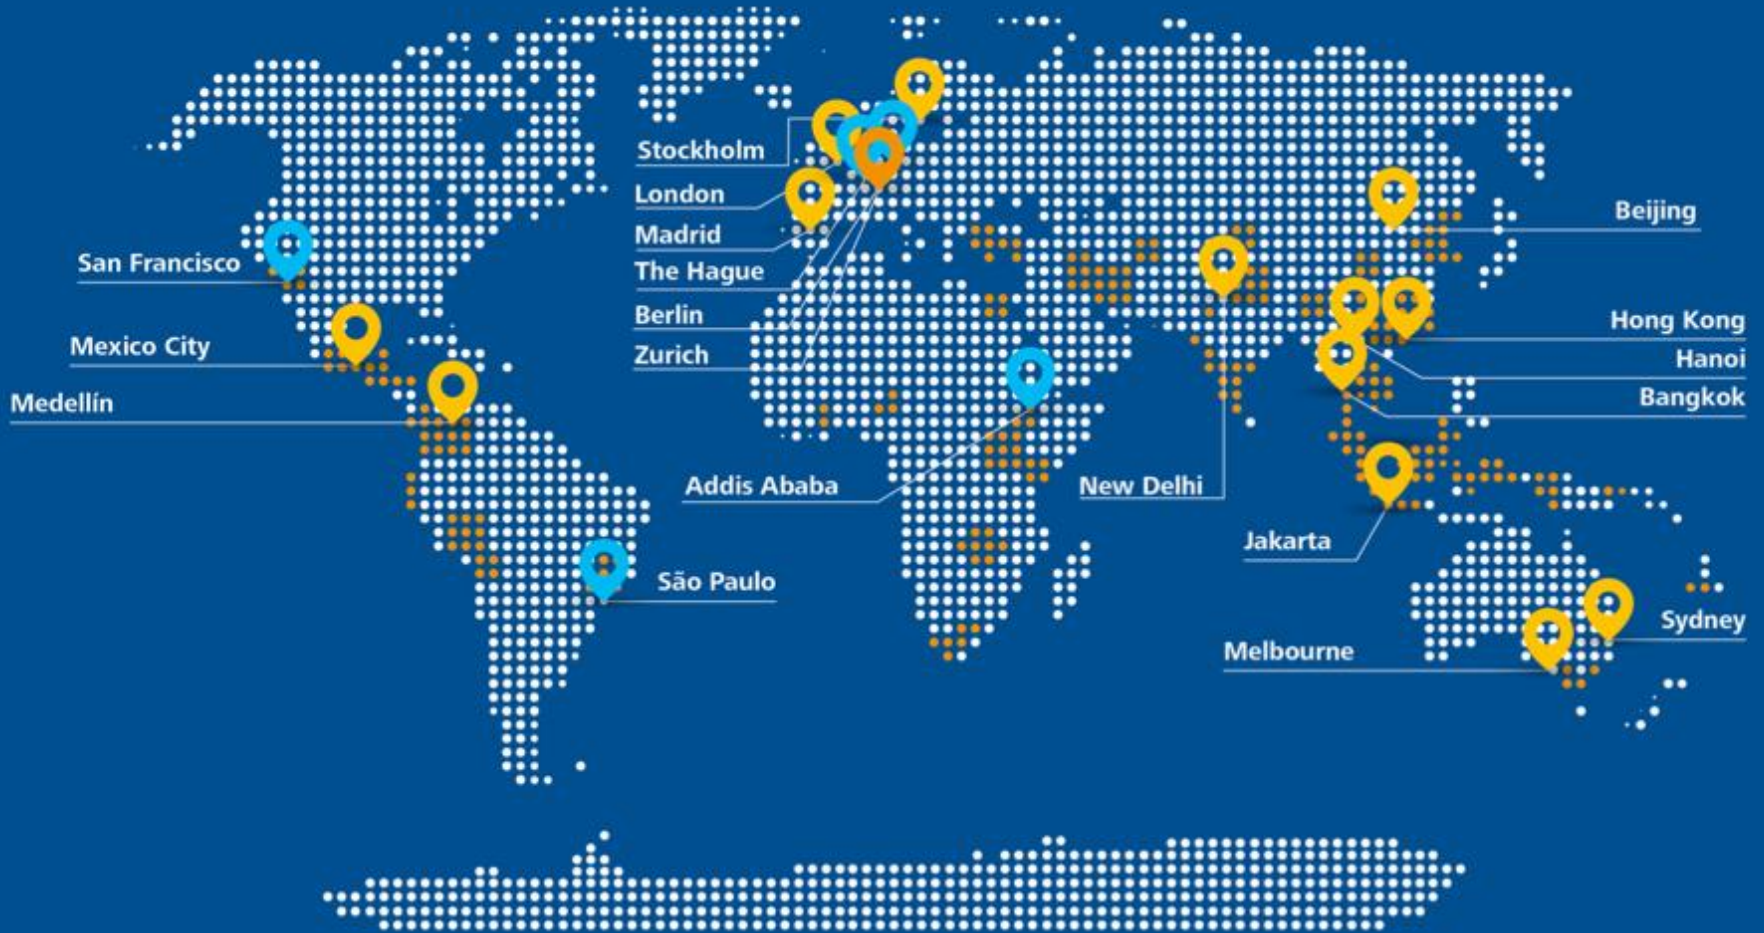 Stockholm
London
Madrid
The Hague
Berlin
Zurich
San Francisco
Mexico City
Medellín
Addis Ababa
São Paulo
New Delhi
Beijing
Hong Kong
Hanoi
Bangkok
Jakarta
Sydney
Melbourne